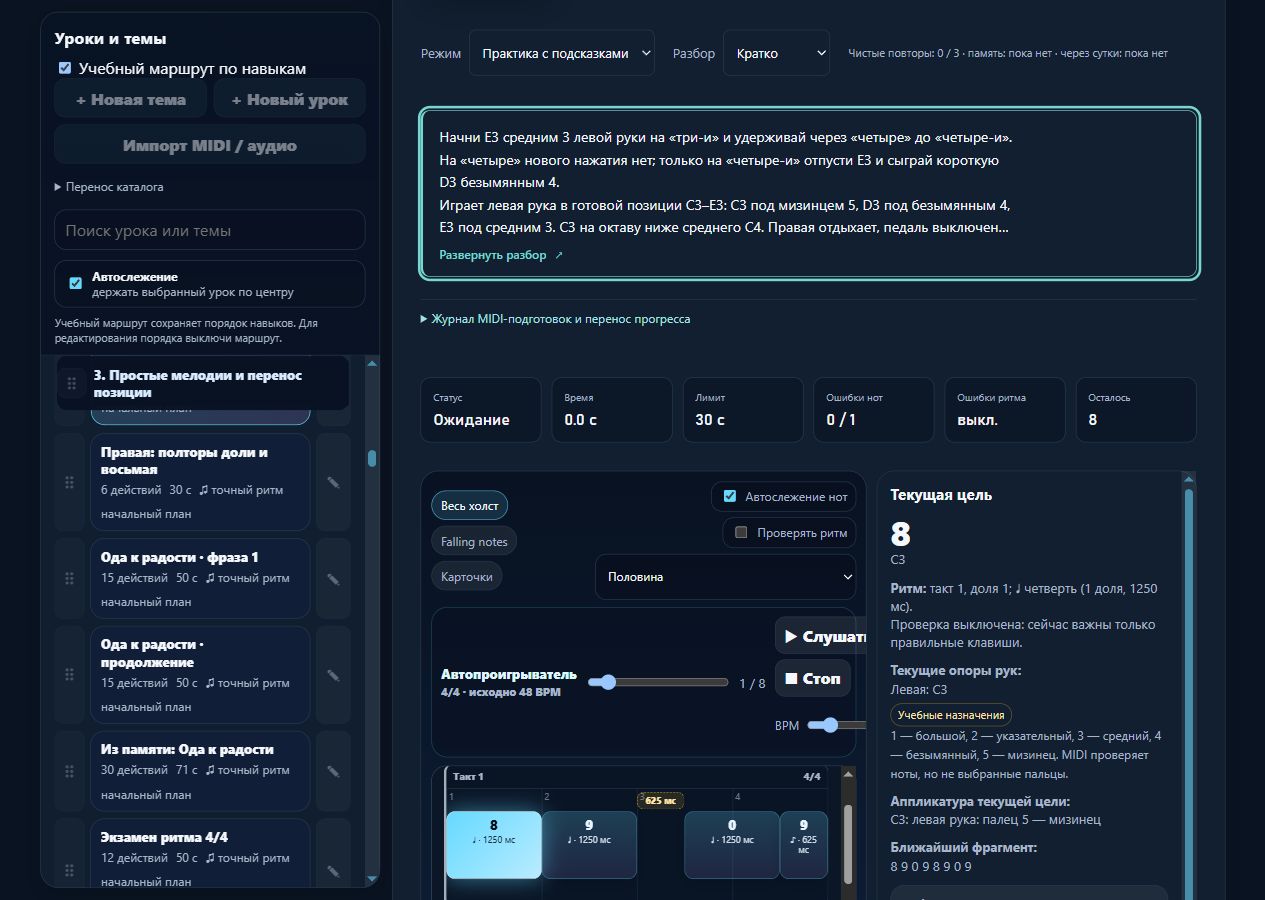 Уроки и темы
Учебный маршрут по навыкам
+ Новая тема
+ Новый урок
Импорт MIDI / аудио
Перенос каталога
Поиск урока или темы
Автослежение
держать выбранный урок по центру
Учебный маршрут сохраняет порядок навыков. Для
редактирования порядка выключи маршрут.
3. Простые мелодии и перенос
позиции
начальный план
Правая: полторы доли и
восьмая
6 действий 30 с ♫ точный ритм
начальный план
Ода к радости · фраза 1
15 действий 50 с ♫ точный ритм
начальный план
Ода к радости ·
продолжение
15 действий 50 с ♫ точный ритм
начальный план
Из памяти: Ода к радости
30 действий 71 с ♫ точный ритм
начальный план
Экзамен ритма 4/4
12 действий 50 с ♫ точный ритм
начальный план
Режим
Практика с подсказками
Разбор
Кратко
Чистые повторы: 0 / 3 · память: пока нет · через сутки: пока нет
Начни E3 средним 3 левой руки на «три-и» и удерживай через «четыре» до «четыре-и».
На «четыре» нового нажатия нет; только на «четыре-и» отпусти E3 и сыграй короткую
D3 безымянным 4.
Играет левая рука в готовой позиции C3–E3: C3 под мизинцем 5, D3 под безымянным 4,
E3 под средним 3. C3 на октаву ниже среднего C4. Правая отдыхает, педаль выключен...
Развернуть разбор ↗
Журнал MIDI-подготовок и перенос прогресса
Статус
Ожидание
Время
0.0 с
Лимит
30 с
Ошибки нот
0 / 1
Ошибки ритма
выкл.
Осталось
8
Весь холст
Falling notes
Карточки
Автослежение нот
Проверять ритм
Половина
Автопроигрыватель
4/4 · исходно 48 BPM
1 / 8
▶ Слушать
■ Стоп
BPM
Такт 1
4/4
1
2
3
625 мс
4
8
♩ · 1250 мс
9
♩ · 1250 мс
0
♩ · 1250 мс
9
♪ · 625
мс
Текущая цель
8
C3
Ритм: такт 1, доля 1; ♩ четверть (1 доля, 1250
мс).
Проверка выключена: сейчас важны только
правильные клавиши.
Текущие опоры рук:
Левая: C3
Учебные назначения
1 — большой, 2 — указательный, 3 — средний, 4
— безымянный, 5 — мизинец. MIDI проверяет
ноты, но не выбранные пальцы.
Аппликатура текущей цели:
C3: левая рука: палец 5 — мизинец
Ближайший фрагмент:
8 9 0 9 8 9 0 9